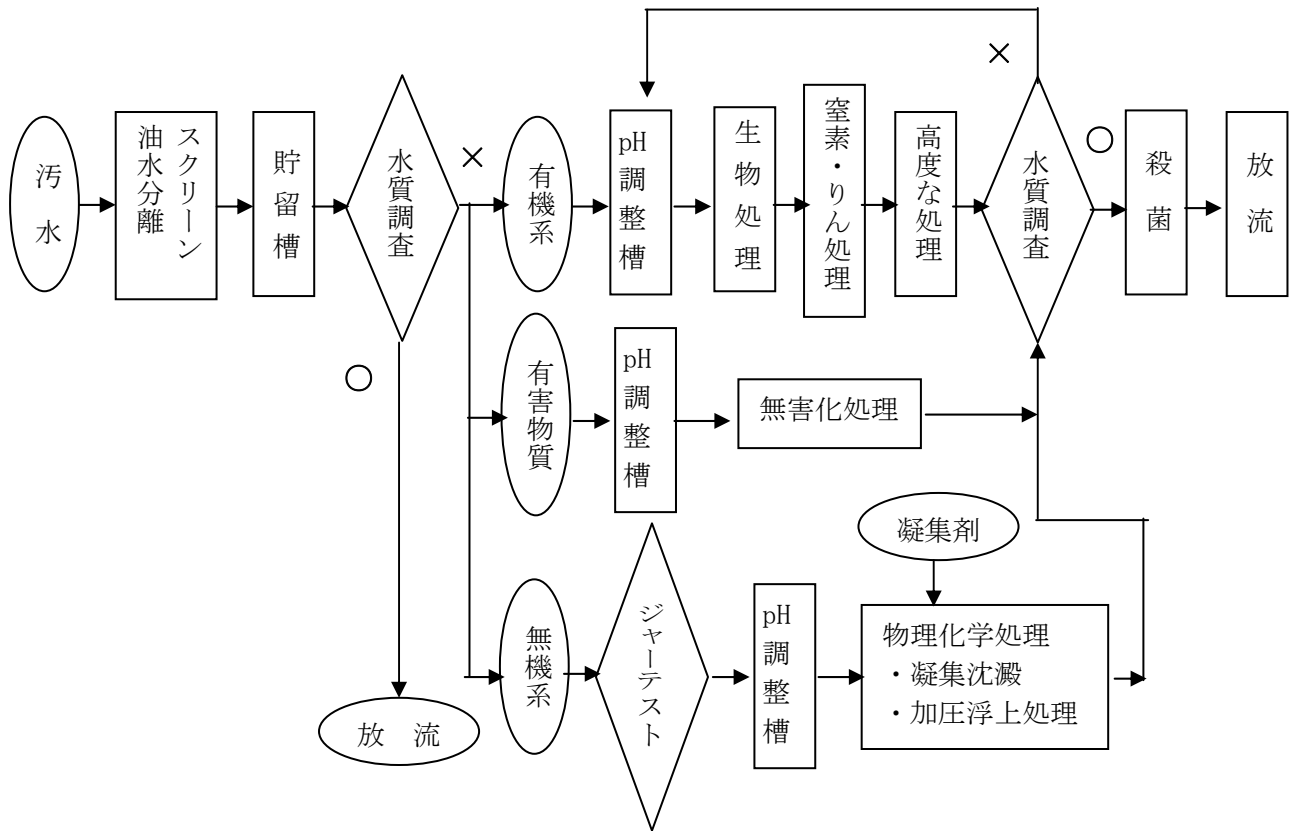 汚水
スクリーン
油水分離
貯留槽
水質調査
×
○
放 流
有機系
pH調整槽
生物処理
窒素・りん処理
高度な処理
水質調査
×
○
殺菌
放流
有害物質
pH調整槽
無害化処理
無機系
ジャーテスト
pH調整槽
凝集剤
物理化学処理
・凝集沈澱
・加圧浮上処理